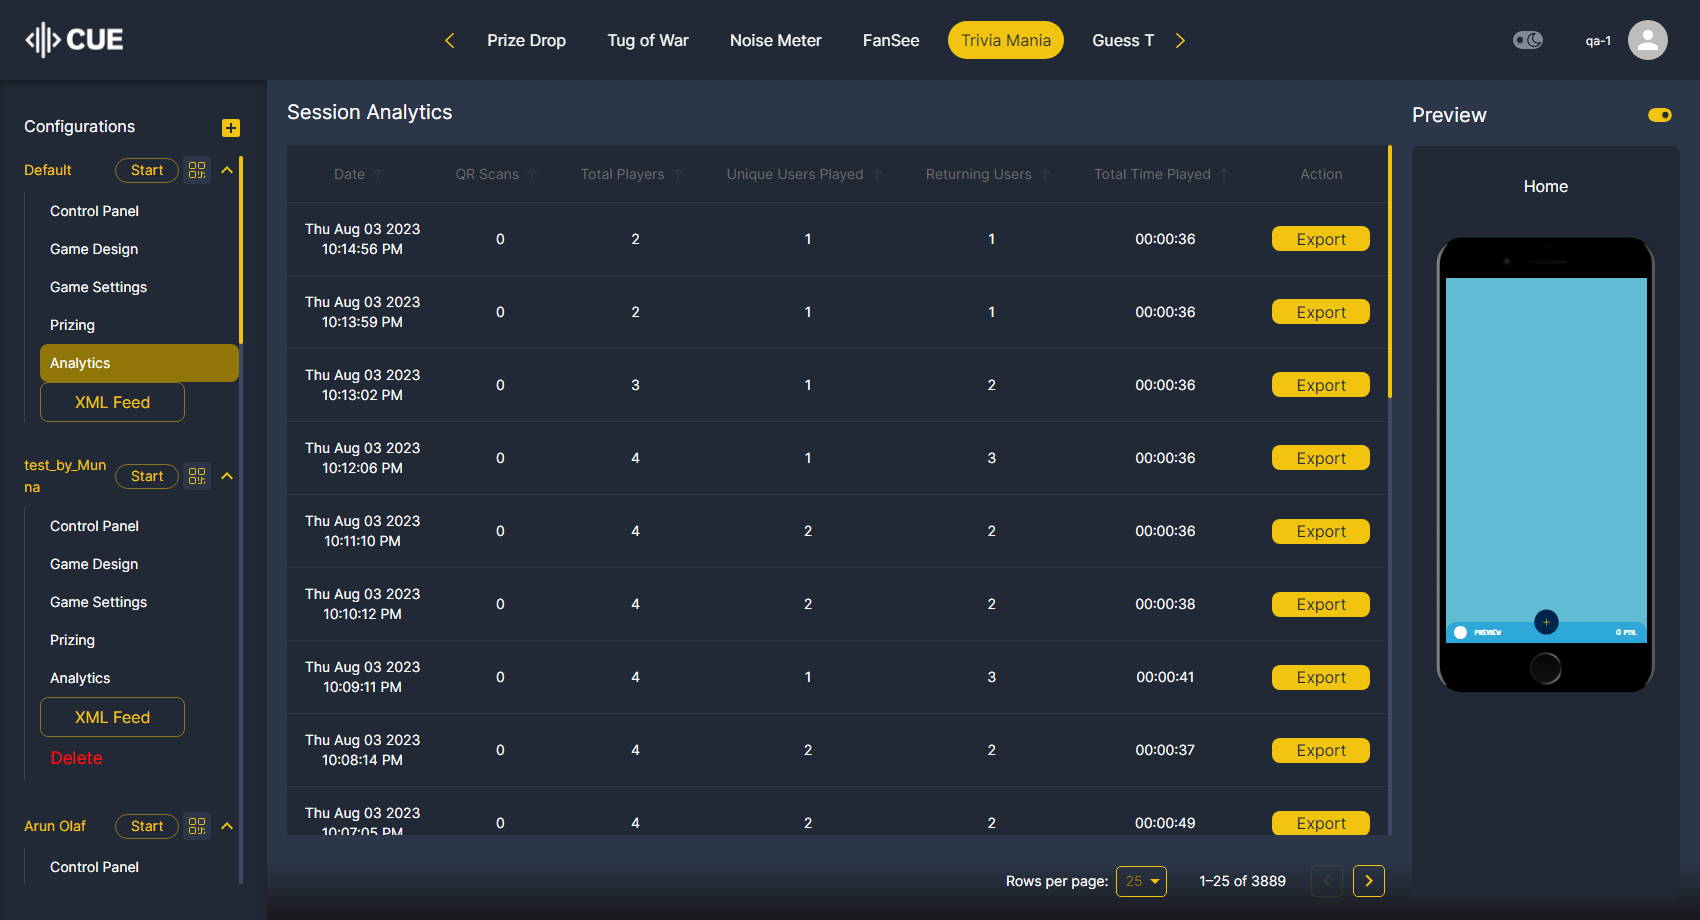 CUE
Prize Drop
Tug of War
Noise Meter
FanSee
Trivia Mania
Guess T
qa-1
Configurations
Default
Start
Control Panel
Game Design
Game Settings
Prizing
Analytics
XML Feed
test_by_Mun
na
Start
Control Panel
Game Design
Game Settings
Prizing
Analytics
XML Feed
Delete
Arun Olaf
Start
Control Panel
Session Analytics
Date QR Scans Total Players Unique Users Played Returning Users Total Time Played Action
Thu Aug 03 2023
10:14:56 PM
0 2 1 1 00:00:36 Export
Thu Aug 03 2023
10:13:59 PM
0 2 1 1 00:00:36 Export
Thu Aug 03 2023
10:13:02 PM
0 3 1 2 00:00:36 Export
Thu Aug 03 2023
10:12:06 PM
0 4 1 3 00:00:36 Export
Thu Aug 03 2023
10:11:10 PM
0 4 2 2 00:00:36 Export
Thu Aug 03 2023
10:10:12 PM
0 4 2 2 00:00:38 Export
Thu Aug 03 2023
10:09:11 PM
0 4 1 3 00:00:41 Export
Thu Aug 03 2023
10:08:14 PM
0 4 2 2 00:00:37 Export
Thu Aug 03 2023
10:07:05 PM
0 4 2 2 00:00:49 Export
Rows per page: 25 1–25 of 3889
Preview
Home
PREVIEW
0 PTS.